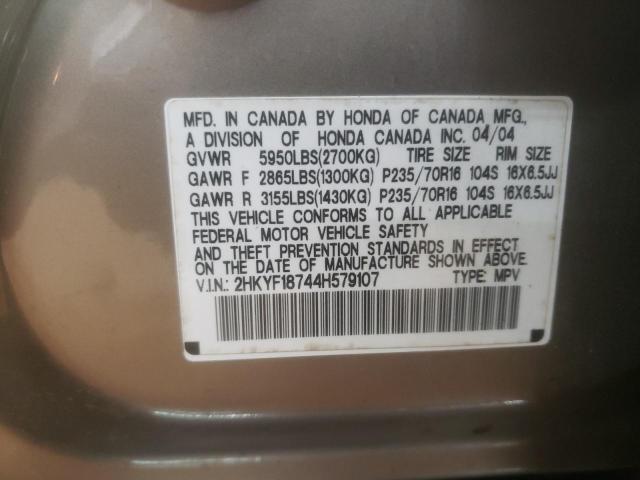 MFD. IN CANADA BY HONDA OF CANADA MFG.,
A DIVISION OF HONDA CANADA INC. 04/04
GVWR 5950LBS(2700KG) TIRE SIZE RIM SIZE
GAWR F 2865LBS(1300KG) P235/70R16 104S 16X6.5JJ
GAWR R 3155LBS(1430KG) P235/70R16 104S 16X6.5JJ
THIS VEHICLE CONFORMS TO ALL APPLICABLE
FEDERAL MOTOR VEHICLE SAFETY
AND THEFT PREVENTION STANDARDS IN EFFECT
ON THE DATE OF MANUFACTURE SHOWN ABOVE.
V.I.N.: 2HKYF18744H579107 TYPE: MPV